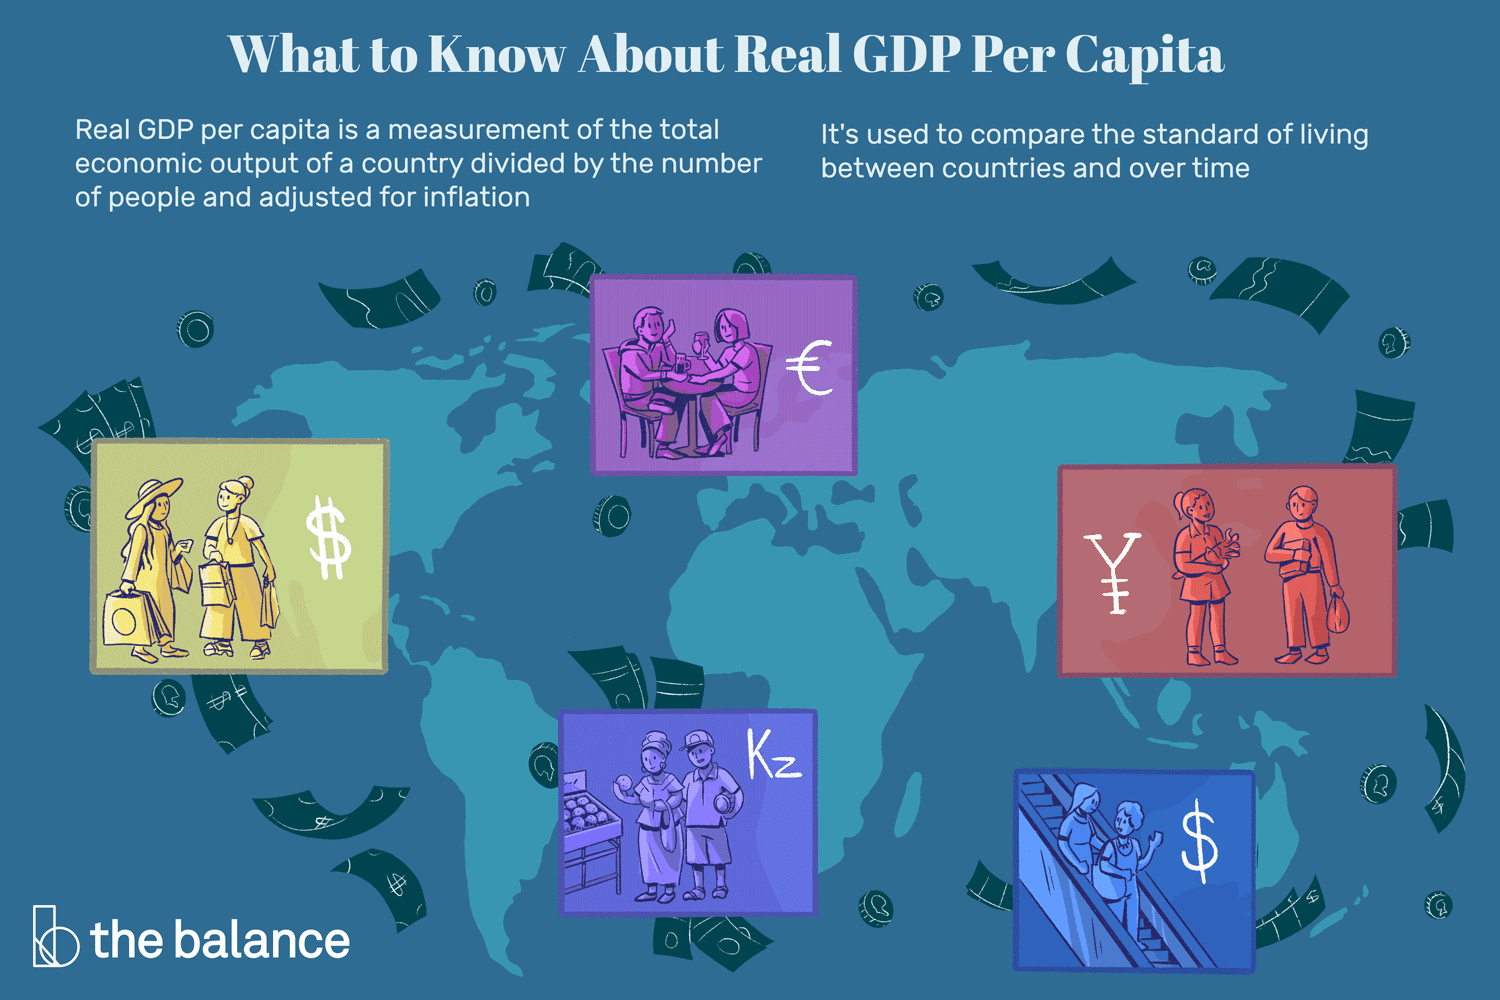 What to Know About Real GDP Per Capita
Real GDP per capita is a measurement of the total
economic output of a country divided by the number
of people and adjusted for inflation
It's used to compare the standard of living
between countries and over time
€
$
¥
Kz
$
the balance